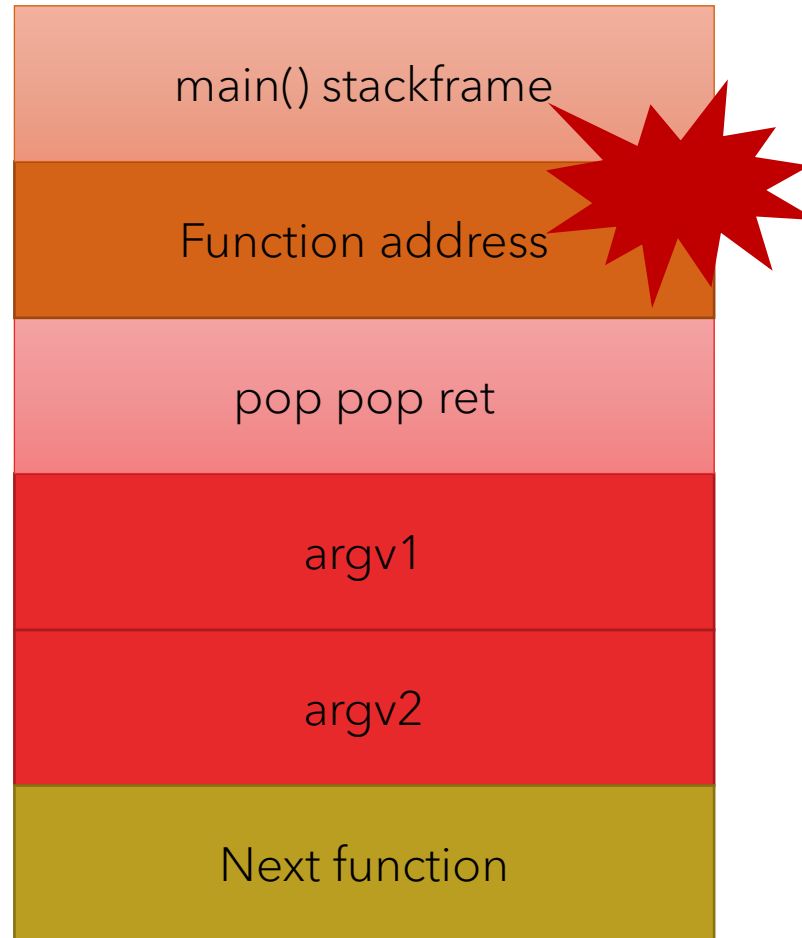 main() stackframe
Function address
pop pop ret
argv1
argv2
Next function